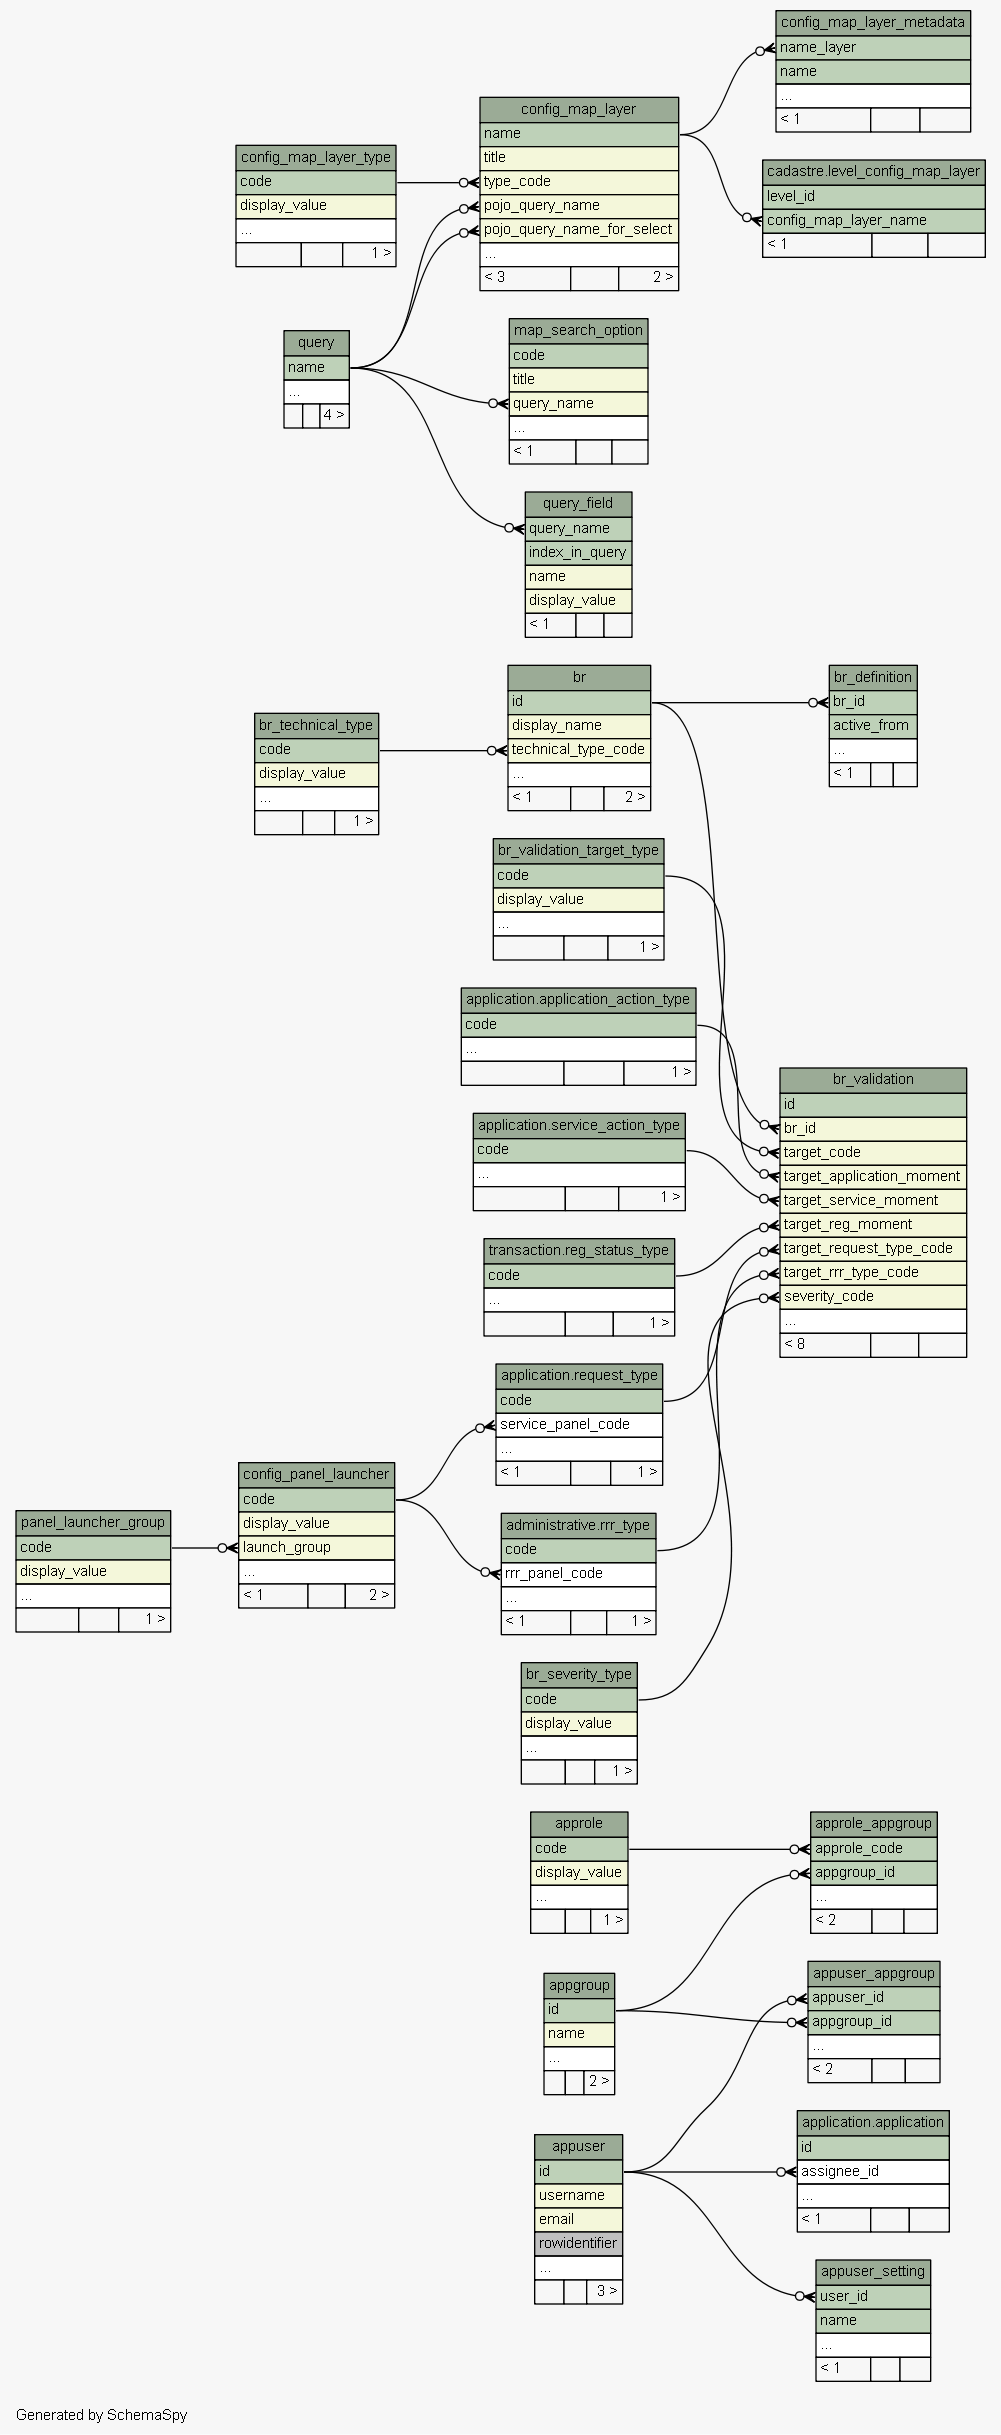 config_map_layer_metadata
name_layer
name
...
< 1
config_map_layer
name
title
type_code
pojo_query_name
pojo_query_name_for_select
...
< 3 2 >
config_map_layer_type
code
display_value
...
1 >
cadastre.level_config_map_layer
level_id
config_map_layer_name
< 1
query
name
...
4 >
map_search_option
code
title
query_name
...
< 1
query_field
query_name
index_in_query
name
display_value
< 1
br
id
display_name
technical_type_code
...
< 1 2 >
br_definition
br_id
active_from
...
< 1
br_technical_type
code
display_value
...
1 >
br_validation_target_type
code
display_value
...
1 >
application.application_action_type
code
...
1 >
br_validation
id
br_id
target_code
target_application_moment
target_service_moment
target_reg_moment
target_request_type_code
target_rrr_type_code
severity_code
...
< 8
application.service_action_type
code
...
1 >
transaction.reg_status_type
code
...
1 >
application.request_type
code
service_panel_code
...
< 1 1 >
config_panel_launcher
code
display_value
launch_group
...
< 1 2 >
panel_launcher_group
code
display_value
...
1 >
administrative.rrr_type
code
rrr_panel_code
...
< 1 1 >
br_severity_type
code
display_value
...
1 >
approle
code
display_value
...
1 >
approle_appgroup
approle_code
appgroup_id
...
< 2
appgroup
id
name
...
2 >
appuser_appgroup
appuser_id
appgroup_id
...
< 2
application.application
id
assignee_id
...
< 1
appuser
id
username
email
rowidentifier
...
3 >
appuser_setting
user_id
name
...
< 1
Generated by SchemaSpy